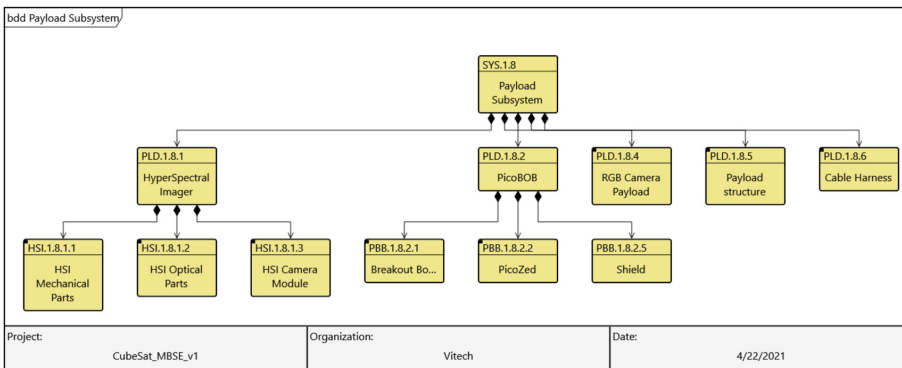 bdd Payload Subsystem
SYS.1.8
Payload
Subsystem
PLD.1.8.1
HyperSpectral
Imager
PLD.1.8.2
PicoBOB
PLD.1.8.4
RGB Camera
Payload
PLD.1.8.5
Payload
structure
PLD.1.8.6
Cable Harness
HSI.1.8.1.1
HSI
Mechanical
Parts
HSI.1.8.1.2
HSI Optical
Parts
HSI.1.8.1.3
HSI Camera
Module
PBB.1.8.2.1
Breakout Bo...
PBB.1.8.2.2
PicoZed
PBB.1.8.2.5
Shield
Project:
CubeSat_MBSE_v1
Organization:
Vitech
Date:
4/22/2021